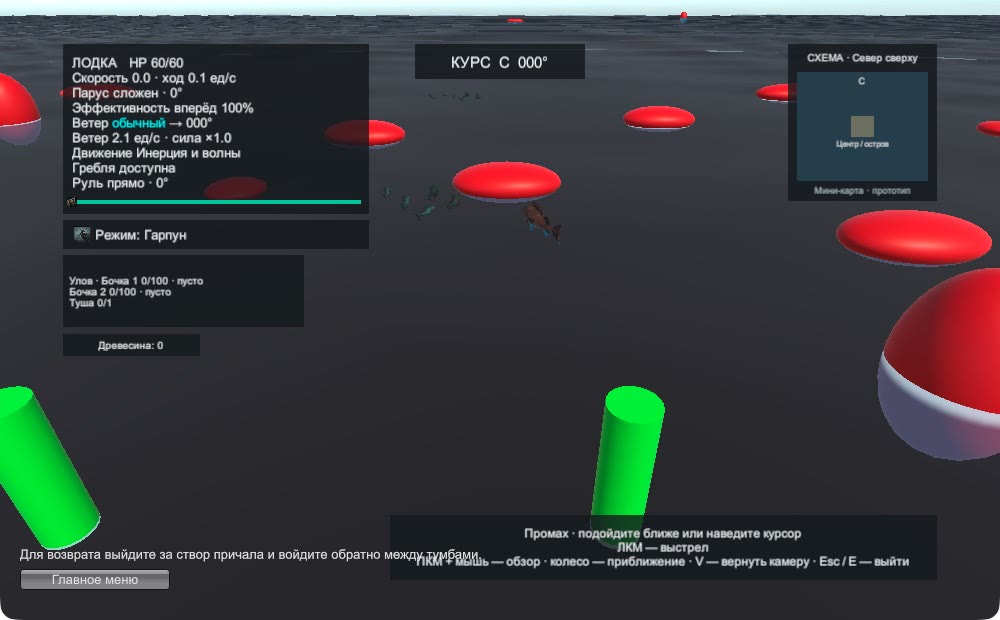 ЛОДКА HP 60/60
Скорость 0.0 · ход 0.1 ед/с
Парус сложен · 0°
Эффективность вперёд 100%
Ветер обычный → 000°
Ветер 2.1 ед/с · сила ×1.0
Движение Инерция и волны
Гребля доступна
Руль прямо · 0°
Режим: Гарпун
Улов · Бочка 1 0/100 · пусто
Бочка 2 0/100 · пусто
Туша 0/1
Древесина: 0
КУРС С 000°
СХЕМА · Север сверху
С
Центр / остров
Мини-карта · прототип
Промах · подойдите ближе или наведите курсор
ЛКМ — выстрел
ПКМ + мышь — обзор · колесо — приближение · V — вернуть камеру · Esc / E — выйти
Для возврата выйдите за створ причала и войдите обратно между тумбами.
Главное меню